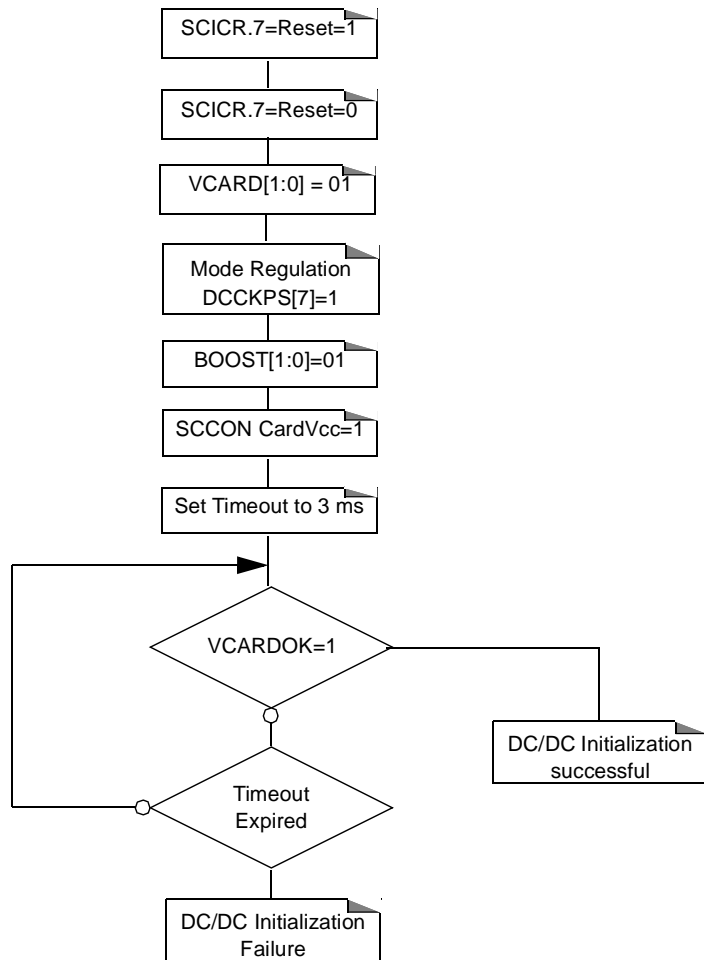 SCICR.7=Reset=1
SCICR.7=Reset=0
VCARD[1:0] = 01
Mode Regulation
DCCKPS[7]=1
BOOST[1:0]=01
SCCON CardVcc=1
Set Timeout to 3 ms
VCARDOK=1
DC/DC Initialization
successful
Timeout
Expired
DC/DC Initialization
Failure